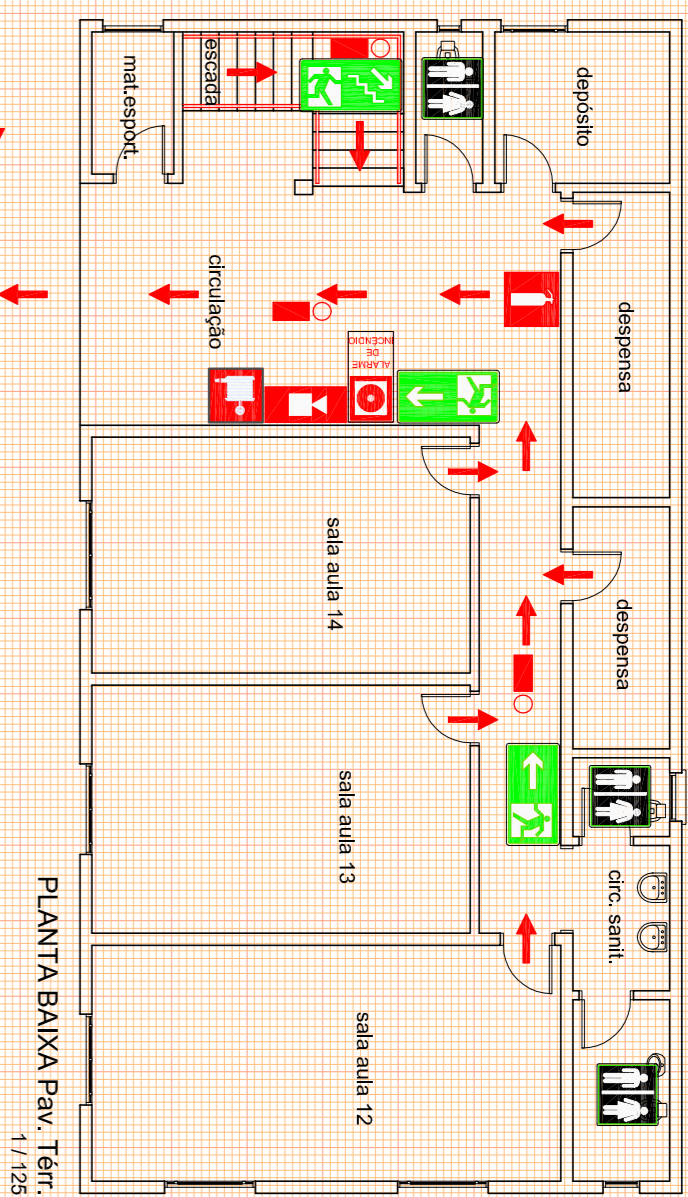 escada
mat.esport.
depósito
circulação
despensa
ALARME
DE
INCÊNDIO
sala aula 14
despensa
sala aula 13
circ. sanit.
sala aula 12
PLANTA BAIXA Pav. Térr.
1 / 125